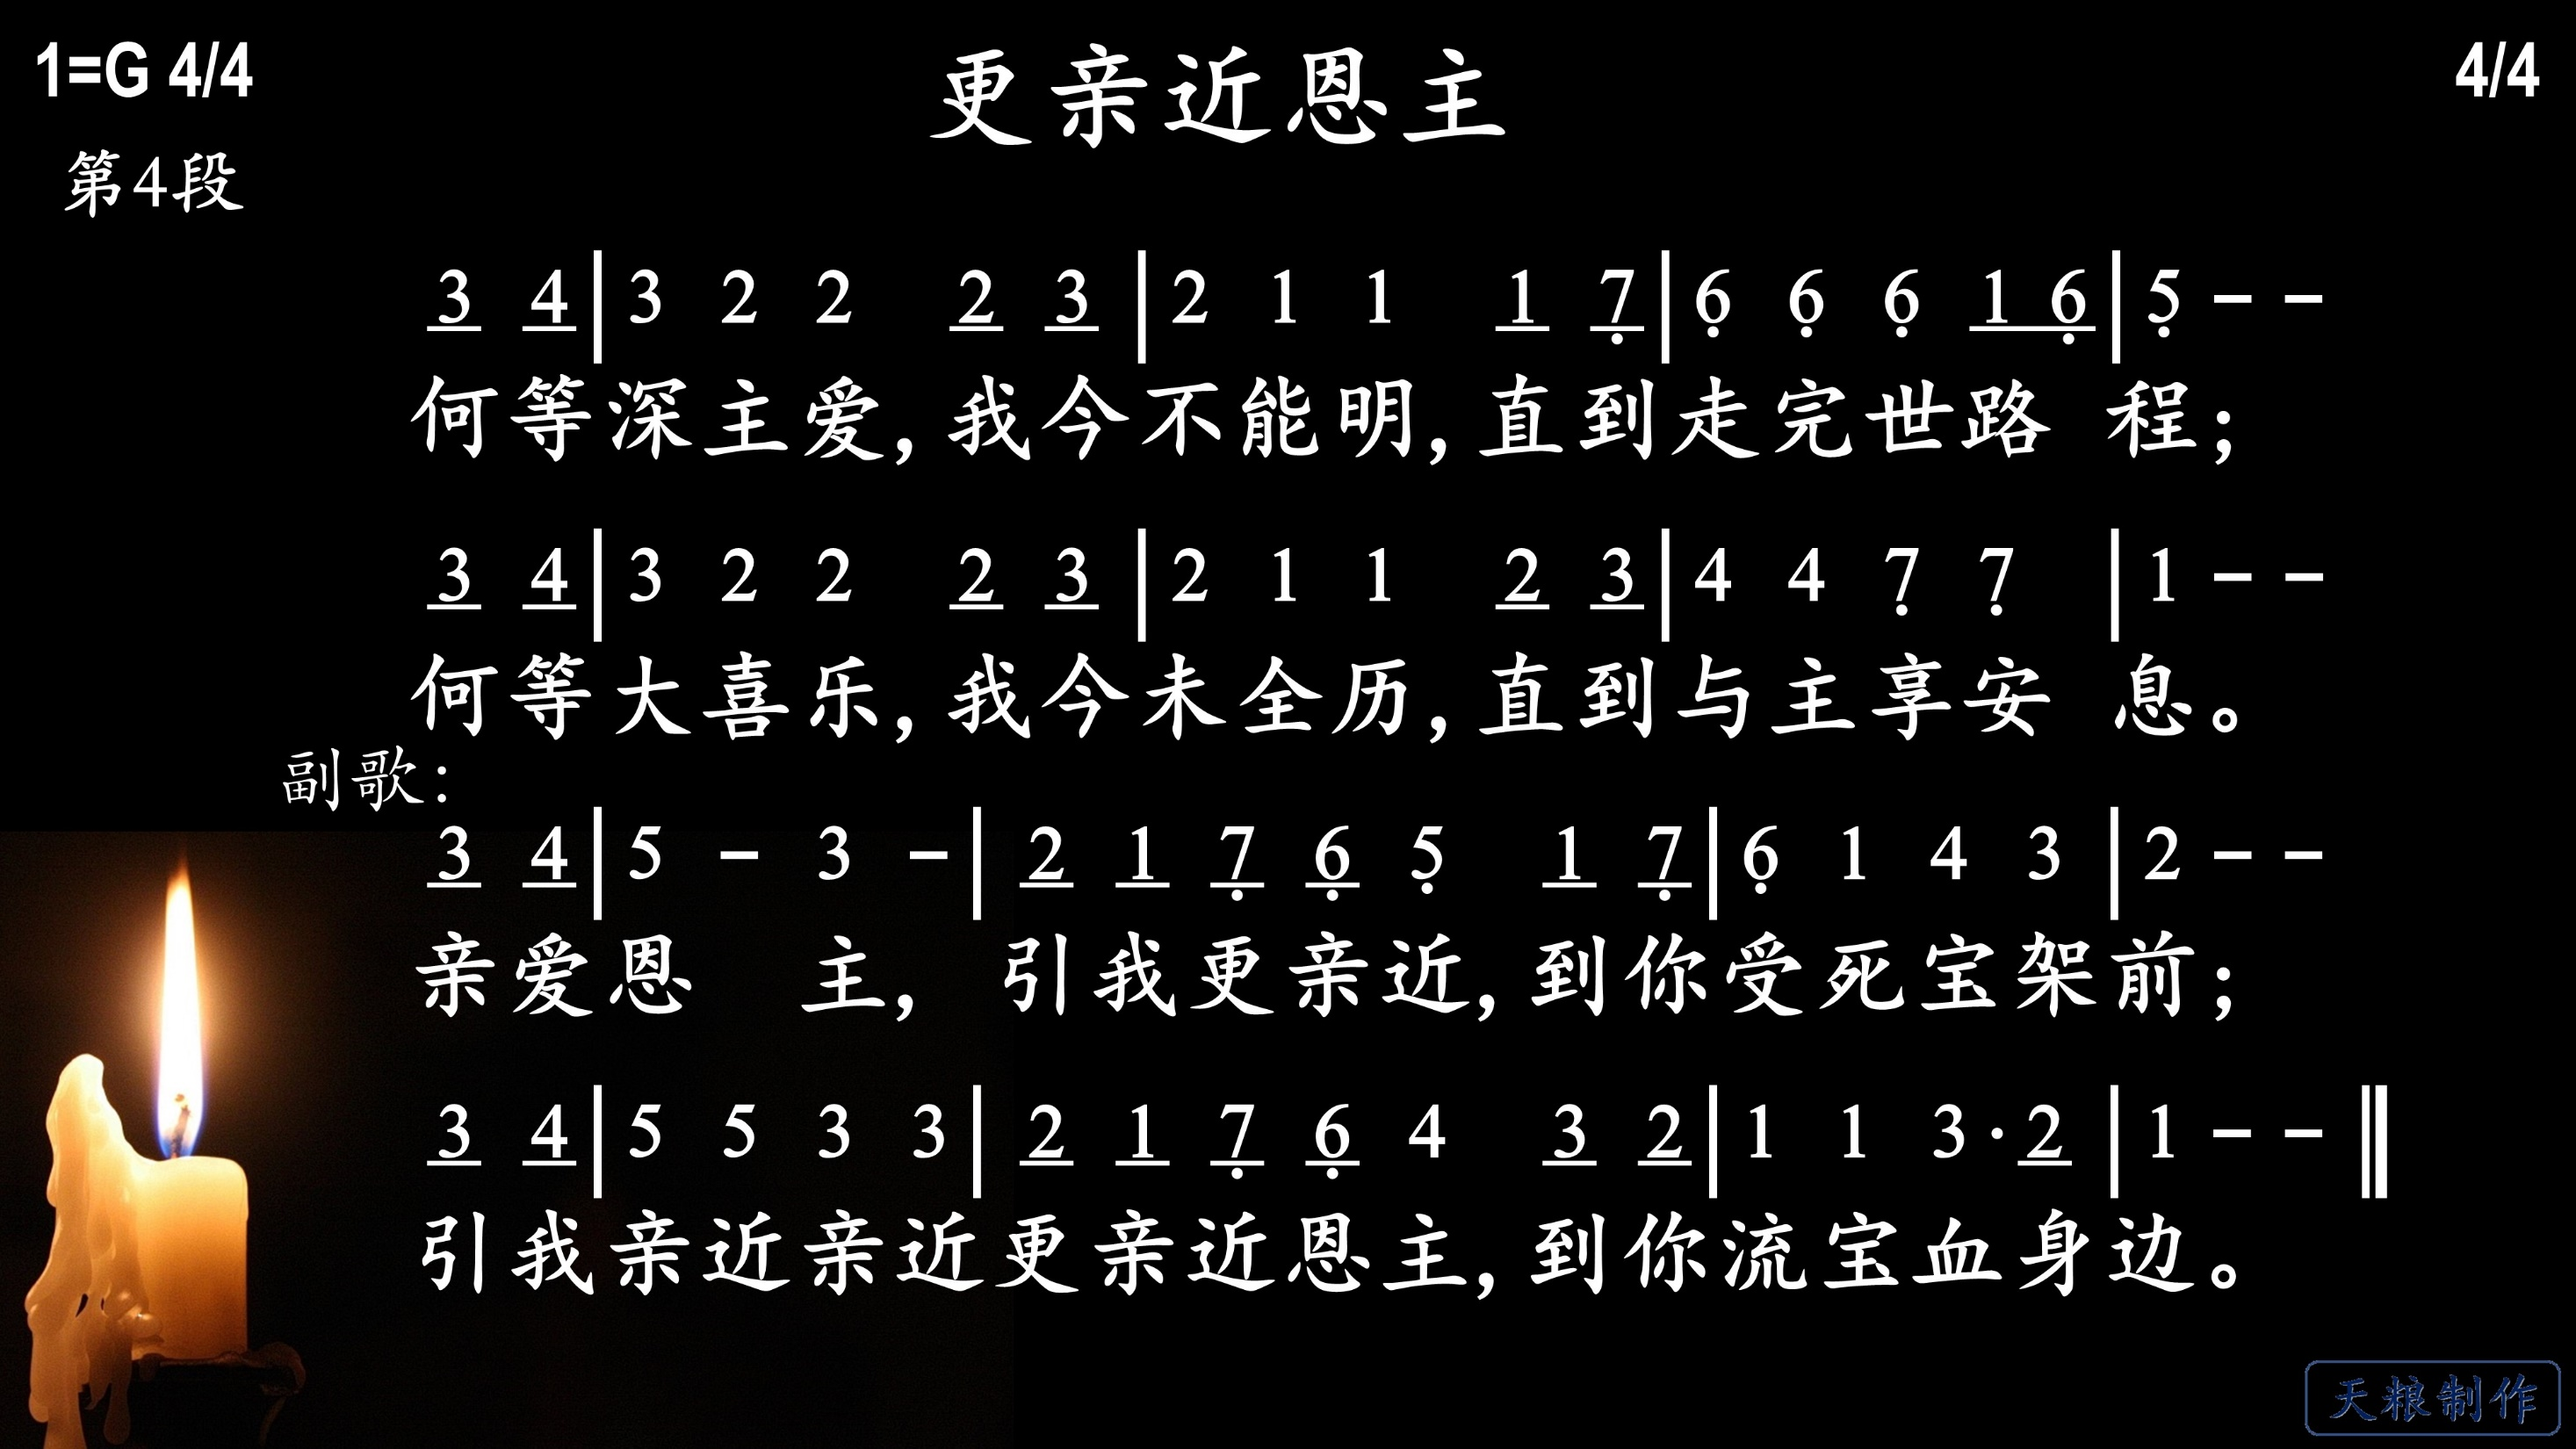 1=G 4/4 更亲近恩主 4/4
第4段
3 4|3 2 2 2 3|2 1 1 1 7̣|6̣ 6̣ 6̣ 1 6̣|5̣ - -
何等深主爱,我今不能明,直到走完世路 程;
3 4|3 2 2 2 3|2 1 1 2 3|4 4 7̣ 7̣ |1 - -
何等大喜乐,我今未全历,直到与主享安 息。
副歌:
3 4|5 - 3 -|2 1 7̣ 6̣ 5̣ 1 7̣|6̣ 1 4 3|2 - -
亲爱恩 主, 引我更亲近,到你受死宝架前;
3 4|5 5 3 3|2 1 7̣ 6̣ 4 3 2|1 1 3·2|1 - - ‖
引我亲近亲近更亲近恩主,到你流宝血身边。
天粮制作